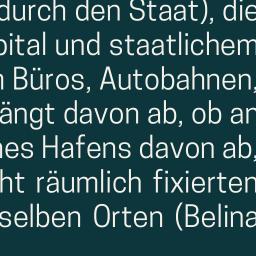 durch den Staat), die
pital und staatlichem
n Büros, Autobahnen,
ängt davon ab, ob an
nes Hafens davon ab,
ht räumlich fixierten
selben Orten (Belina